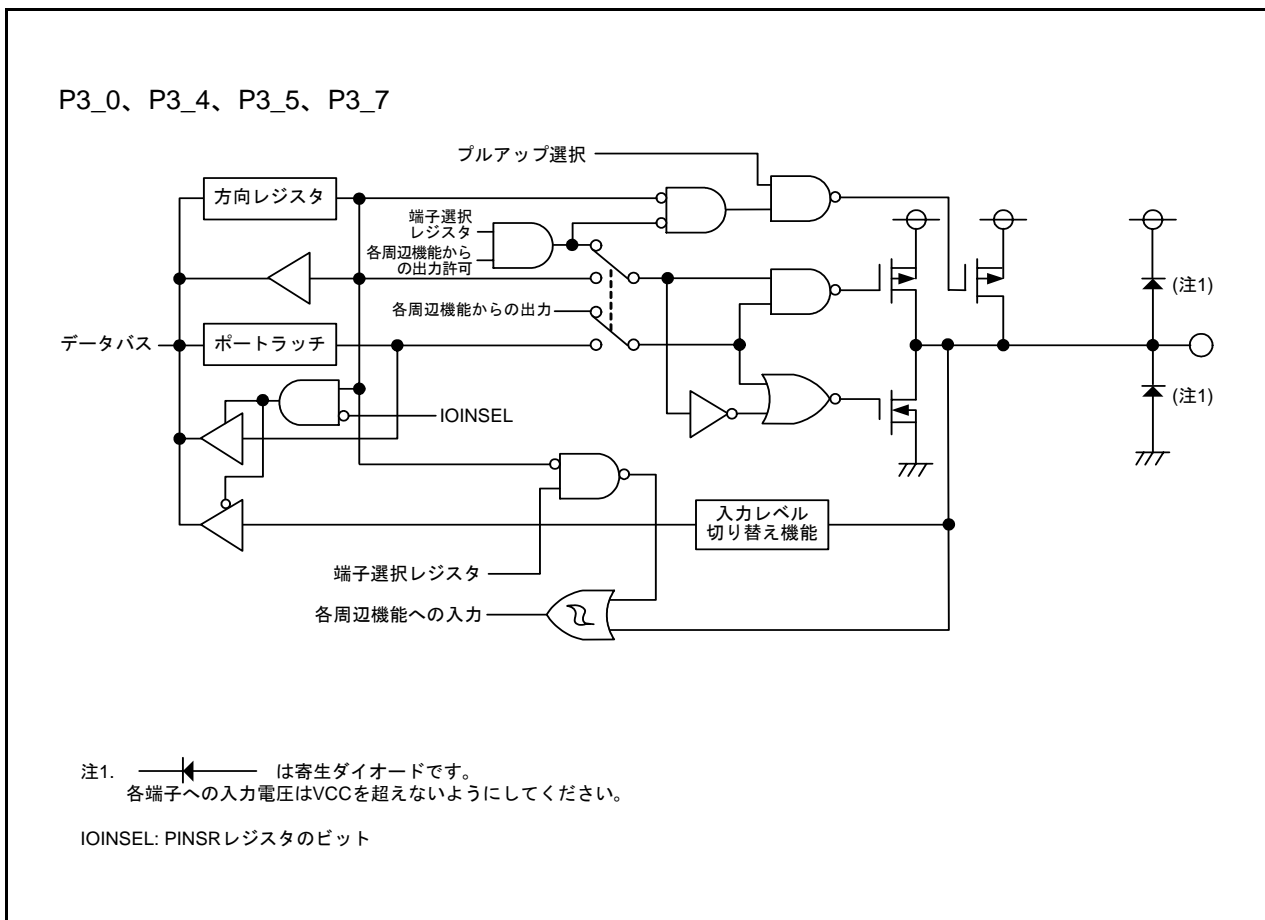 P3_0、P3_4、P3_5、P3_7
プルアップ選択
方向レジスタ
端子選択
レジスタ
各周辺機能から
の出力許可
各周辺機能からの出力
(注1)
データバス
ポートラッチ
(注1)
IOINSEL
入力レベル
切り替え機能
端子選択レジスタ
各周辺機能への入力
注1. は寄生ダイオードです。
各端子への入力電圧はVCCを超えないようにしてください。
IOINSEL: PINSRレジスタのビット